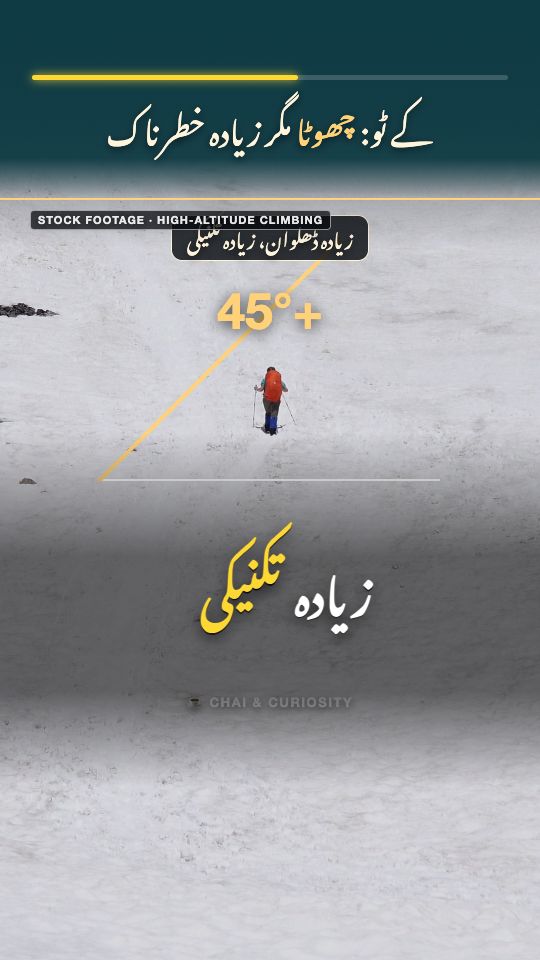 کے ٹو: چھوٹا مگر زیادہ خطرناک
STOCK FOOTAGE · HIGH-ALTITUDE CLIMBING
زیادہ ڈھلوان، زیادہ تکنیکی
45°+
زیادہ تکنیکی
CHAI & CURIOSITY